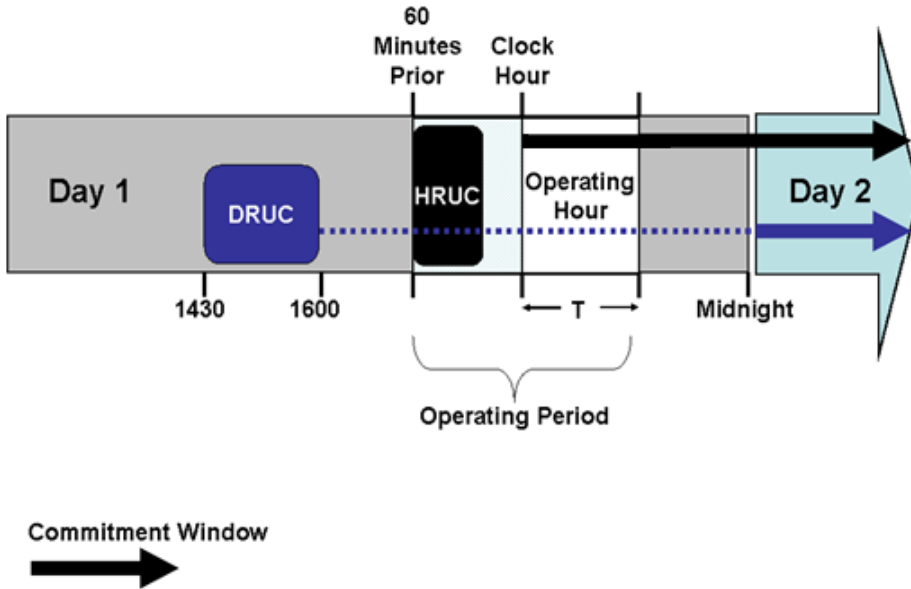 60
Minutes
Prior
Clock
Hour
Day 1
DRUC
HRUC
Operating
Hour
Day 2
1430
1600
T
Midnight
Operating Period
Commitment Window